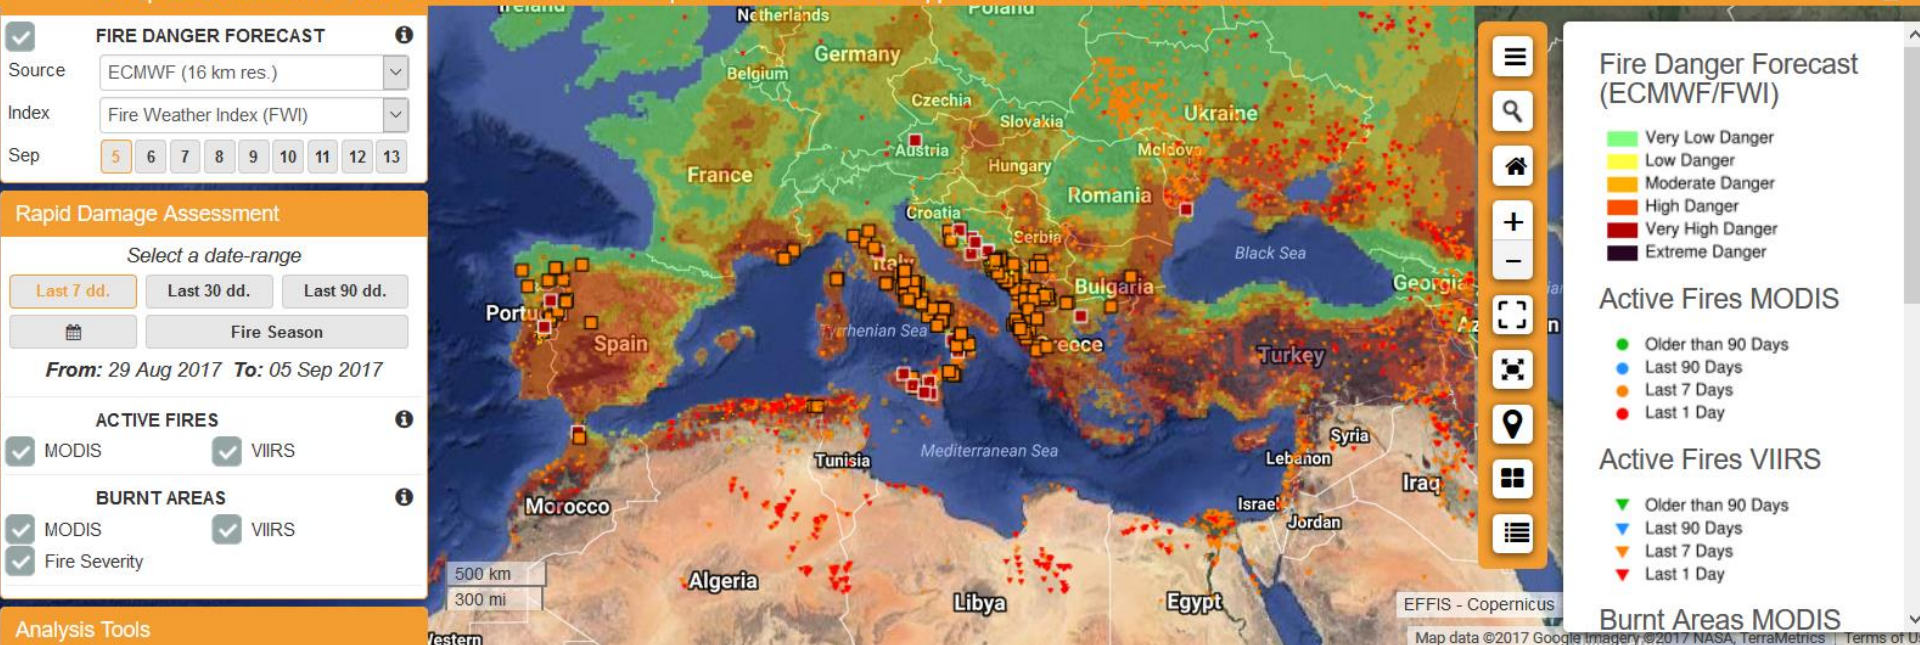 FIRE DANGER FORECAST
Source
ECMWF (16 km res.)
Index
Fire Weather Index (FWI)
Sep
5 6 7 8 9 10 11 12 13
Rapid Damage Assessment
Select a date-range
Last 7 dd. Last 30 dd. Last 90 dd.
Fire Season
From: 29 Aug 2017 To: 05 Sep 2017
ACTIVE FIRES
MODIS VIIRS
BURNT AREAS
MODIS VIIRS
Fire Severity
Analysis Tools
Ireland
Netherlands
Poland
Germany
Belgium
Czechia
Slovakia
Ukraine
Austria
Moldova
France
Hungary
Romania
Croatia
Serbia
Black Sea
Italy
Bulgaria
Georgia
Portu
Spain
Tyrrhenian Sea
Greece
Turkey
Az
Mediterranean Sea
Tunisia
Syria
Lebanon
Iraq
Morocco
Israel
Jordan
Algeria
Libya
Egypt
500 km
300 mi
Western
EFFIS - Copernicus
Map data ©2017 Google Imagery ©2017 NASA, TerraMetrics Terms of U
Fire Danger Forecast
(ECMWF/FWI)
Very Low Danger
Low Danger
Moderate Danger
High Danger
Very High Danger
Extreme Danger
Active Fires MODIS
Older than 90 Days
Last 90 Days
Last 7 Days
Last 1 Day
Active Fires VIIRS
Older than 90 Days
Last 90 Days
Last 7 Days
Last 1 Day
Burnt Areas MODIS